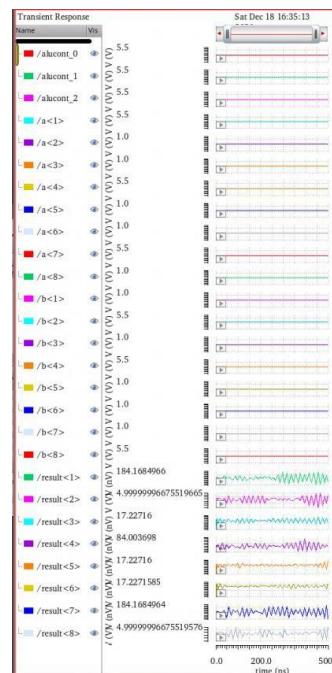 Transient Response Sat Dec 18 16:35:13
Name Vis
/alucont_0 5.5
/alucont_1 5.5
/alucont_2 5.5
/a<1> 5.5
/a<2> 1.0
/a<3> 1.0
/a<4> 5.5
/a<5> 1.0
/a<6> 5.5
/a<7> 5.5
/a<8> 1.0
/b<1> 1.0
/b<2> 5.5
/b<3> 1.0
/b<4> 5.5
/b<5> 1.0
/b<6> 1.0
/b<7> 1.0
/b<8> 5.5
/result<1> 184.1684966
/result<2> 4.99999996675519665
/result<3> 17.22716
/result<4> 84.003698
/result<5> 17.22716
/result<6> 17.2271585
/result<7> 184.1684964
/result<8> 4.99999996675519576
0.0 200.0 500
time (ns)